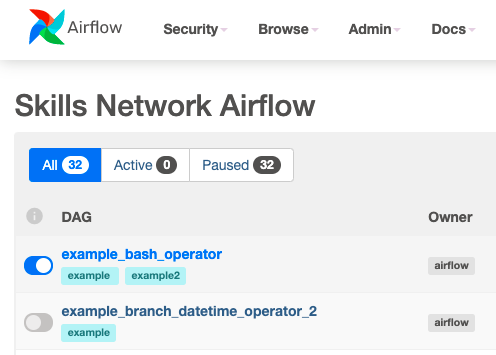 Airflow Security Browse Admin Docs
Skills Network Airflow
All 32 Active 0 Paused 32
i DAG Owner
example_bash_operator
example example2 airflow
example_branch_datetime_operator_2
example airflow